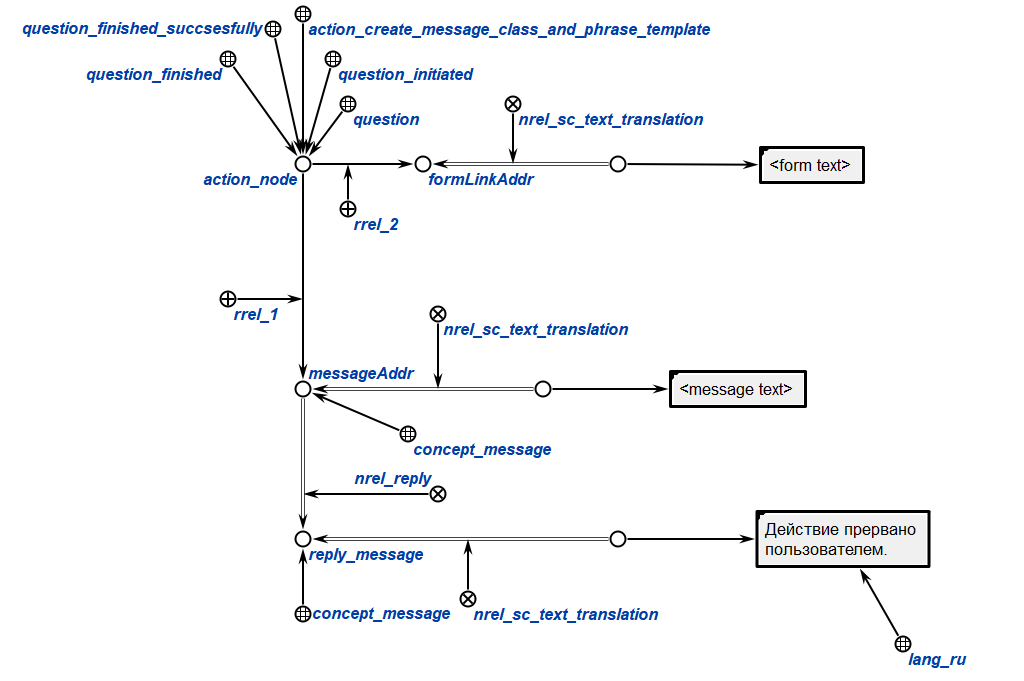 question_finished_succsesfully
action_create_message_class_and_phrase_template
question_finished
question_initiated
question
nrel_sc_text_translation
<form text>
action_node
formLinkAddr
rrel_2
rrel_1
nrel_sc_text_translation
messageAddr
<message text>
concept_message
nrel_reply
Действие прервано
пользователем.
reply_message
concept_message
nrel_sc_text_translation
lang_ru